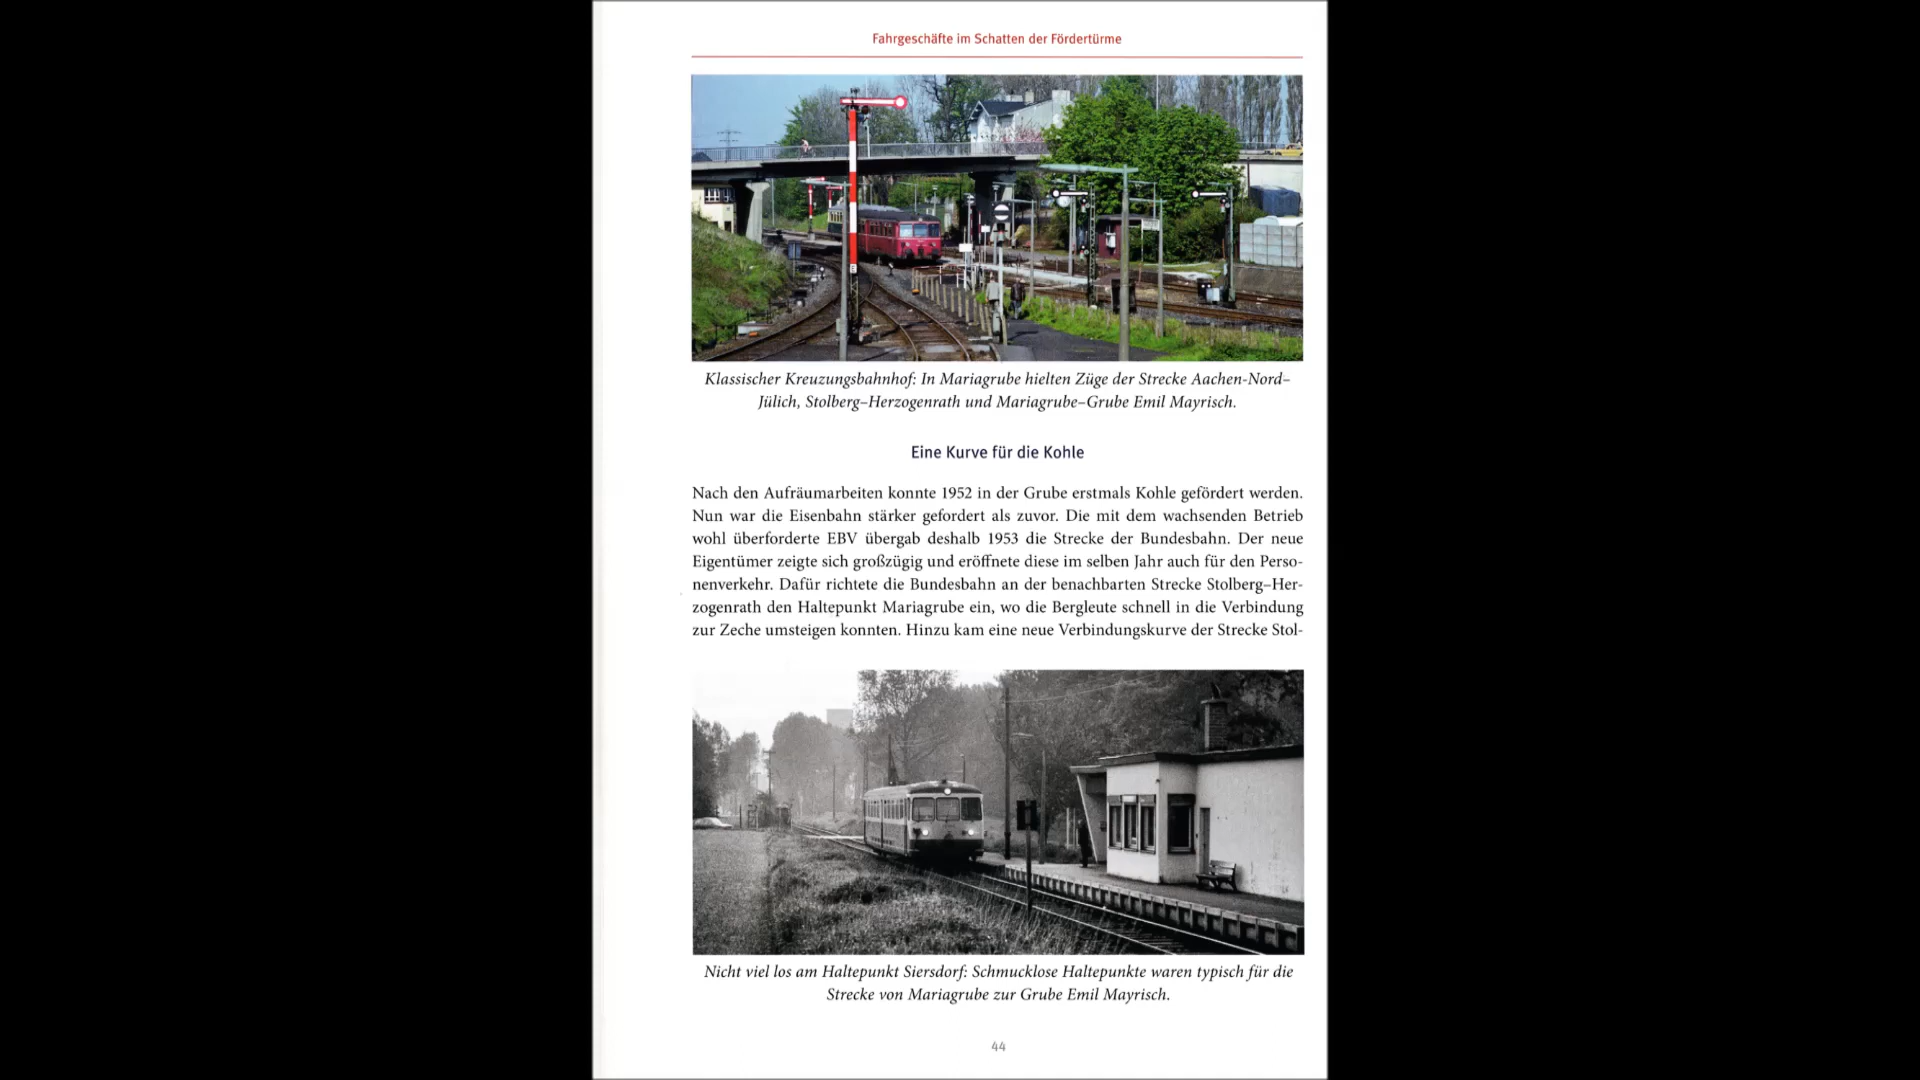 Fahrgeschäfte im Schatten der Fördertürme
Klassischer Kreuzungsbahnhof: In Mariagrube hielten Züge der Strecke Aachen-Nord–
Jülich, Stolberg–Herzogenrath und Mariagrube–Grube Emil Mayrisch.
Eine Kurve für die Kohle
Nach den Aufräumarbeiten konnte 1952 in der Grube erstmals Kohle gefördert werden.
Nun war die Eisenbahn stärker gefordert als zuvor. Die mit dem wachsenden Betrieb
wohl überforderte EBV übergab deshalb 1953 die Strecke der Bundesbahn. Der neue
Eigentümer zeigte sich großzügig und eröffnete diese im selben Jahr auch für den Perso-
nenverkehr. Dafür richtete die Bundesbahn an der benachbarten Strecke Stolberg–Her-
zogenrath den Haltepunkt Mariagrube ein, wo die Bergleute schnell in die Verbindung
zur Zeche umsteigen konnten. Hinzu kam eine neue Verbindungskurve der Strecke Stol-
Nicht viel los am Haltepunkt Siersdorf: Schmucklose Haltepunkte waren typisch für die
Strecke von Mariagrube zur Grube Emil Mayrisch.
44